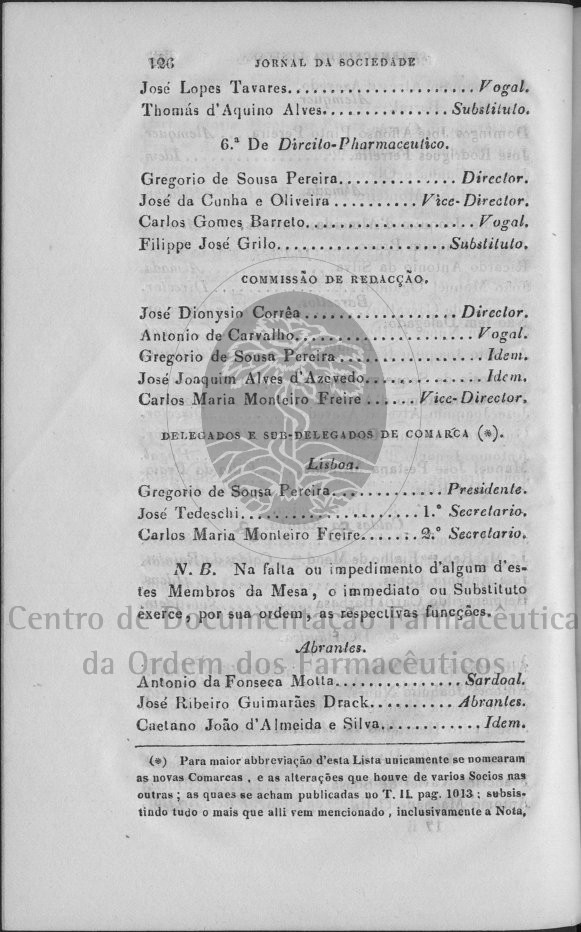 126 JORNAL DA SOCIEDADE
José Lopes Tavares....................... Vogal.
Thomás d'Aquino Alves............... Substituto.
6.ª De Direito-Pharmaceutico.
Gregorio de Sousa Pereira.............. Director.
José da Cunha e Oliveira .......... Vice-Director.
Carlos Gomes Barreto.................... Vogal.
Filippe José Grilo.................... Substituto.
COMMISSÃO DE REDACÇÃO.
José Dionysio Corrêa.................. Director.
Antonio de Carvalho..................... Vogal.
Gregorio de Sousa Pereira................. Idem.
José Joaquim Alves d'Azevedo............. Idem.
Carlos Maria Monteiro Freire ...... Vice-Director.
DELEGADOS E SUB-DELEGADOS DE COMARCA (*).
Lisboa.
Gregorio de Sousa Pereira............. Presidente.
José Tedeschi..................... 1.º Secretario.
Carlos Maria Monteiro Freire....... 2.º Secretario.
N. B. Na falta ou impedimento d'algum d'es-
tes Membros da Mesa, o immediato ou Substituto
exerce, por sua ordem, as respectivas funcções.
Centro de Documentação Farmacêutica
da Ordem dos Farmacêuticos
Abrantes.
Antonio da Fonseca Motta............... Sardoal.
José Ribeiro Guimarães Drack.......... Abrantes.
Caetano João d'Almeida e Silva............ Idem.
(*) Para maior abbreviação d'esta Lista unicamente se nomearam
as novas Comarcas, e as alterações que houve de varios Socios nas
outras; as quaes se acham publicadas no T. II. pag. 1013; subsis-
tindo tudo o mais que alli vem mencionado, inclusivamente a Nota,